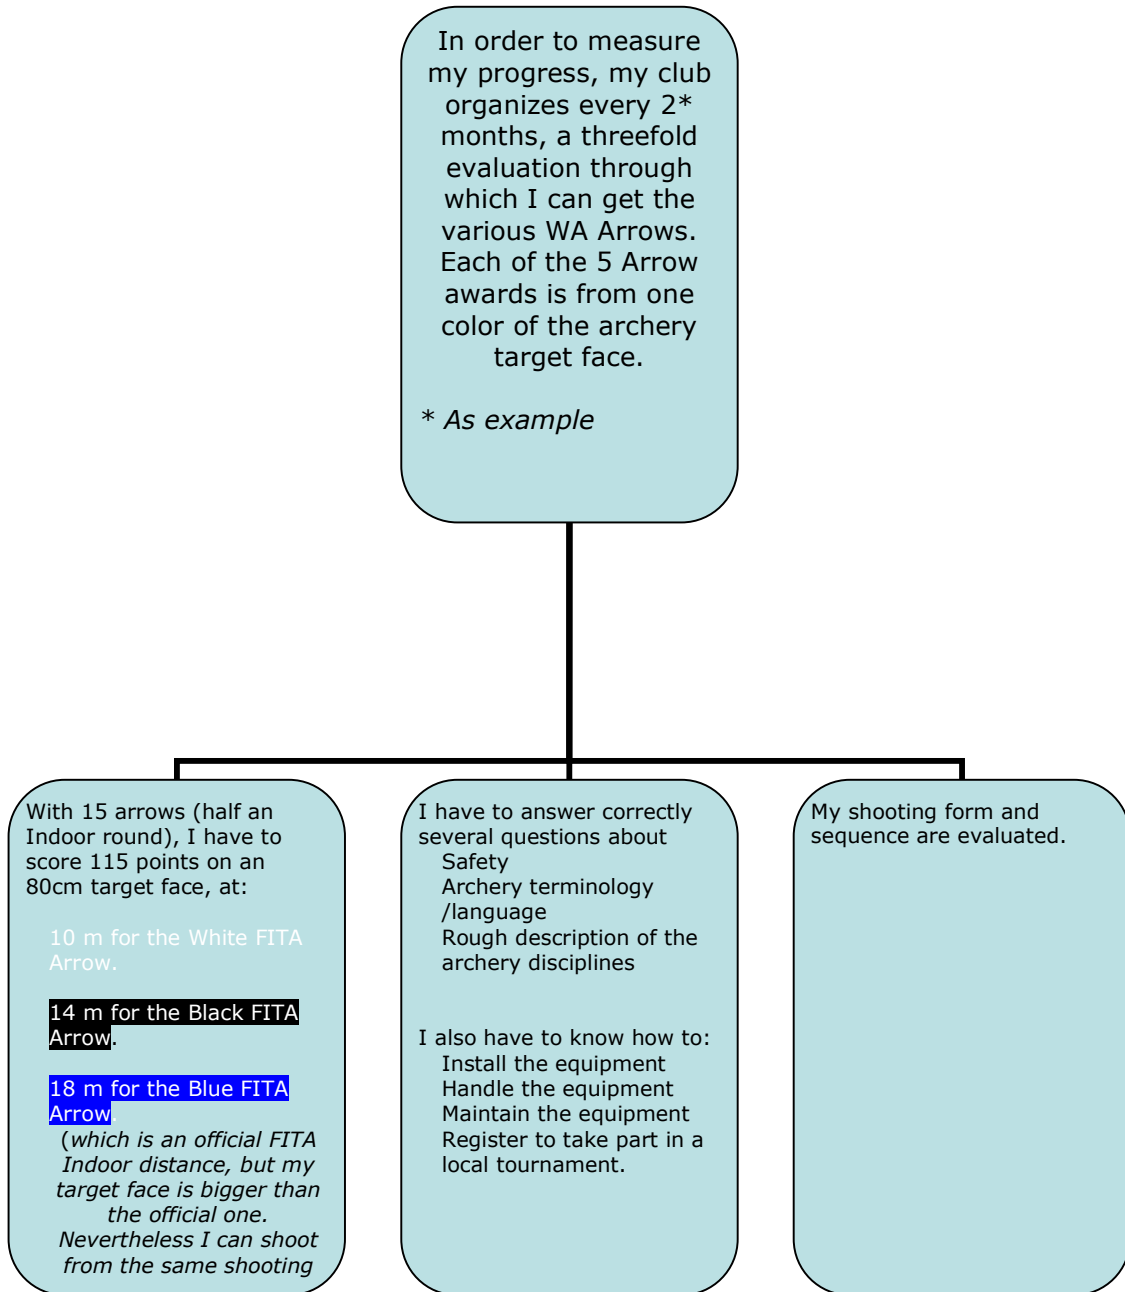 In order to measure
my progress, my club
organizes every 2*
months, a threefold
evaluation through
which I can get the
various WA Arrows.
Each of the 5 Arrow
awards is from one
color of the archery
target face.
* As example
With 15 arrows (half an
Indoor round), I have to
score 115 points on an
80cm target face, at:
10 m for the White FITA
Arrow.
14 m for the Black FITA
Arrow.
18 m for the Blue FITA
Arrow.
(which is an official FITA
Indoor distance, but my
target face is bigger than
the official one.
Nevertheless I can shoot
from the same shooting
I have to answer correctly
several questions about
Safety
Archery terminology
/language
Rough description of the
archery disciplines
I also have to know how to:
Install the equipment
Handle the equipment
Maintain the equipment
Register to take part in a
local tournament.
My shooting form and
sequence are evaluated.